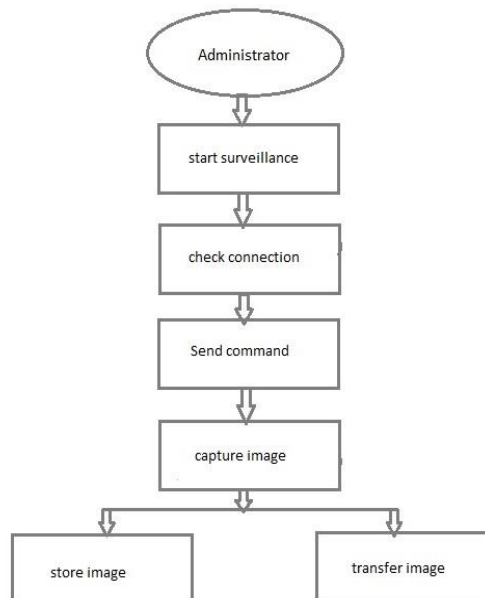 Administrator
start surveillance
check connection
Send command
capture image
store image
transfer image